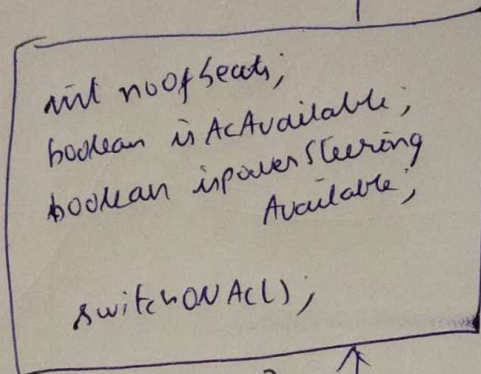 int noofSeats;
boolean isAcAvailable;
boolean ispowerSteering
Available;
switchONAC();